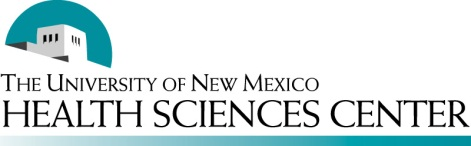 THE UNIVERSITY OF NEW MEXICO
HEALTH SCIENCES CENTER